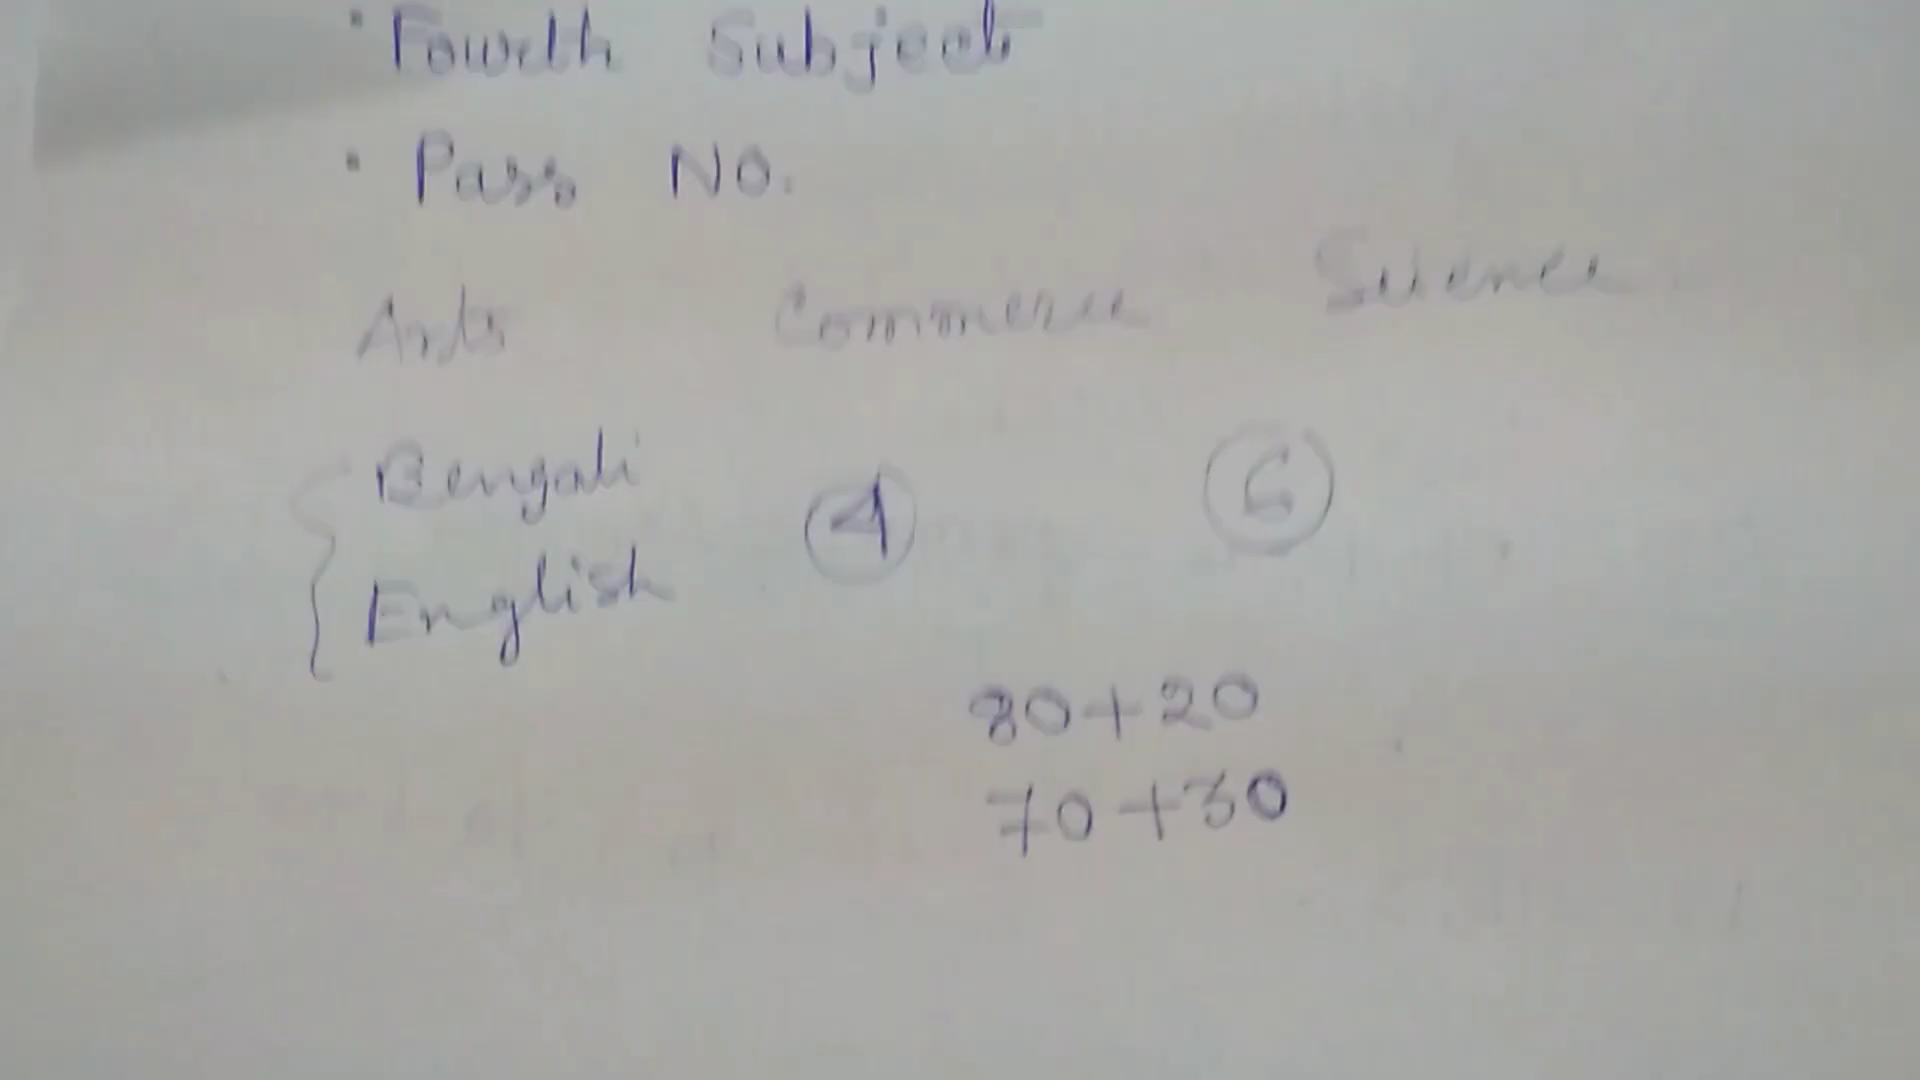 · Fourth Subject
· Pass No.
Arts Commerce Science
Bengali
English
4 6
80+20
70+30